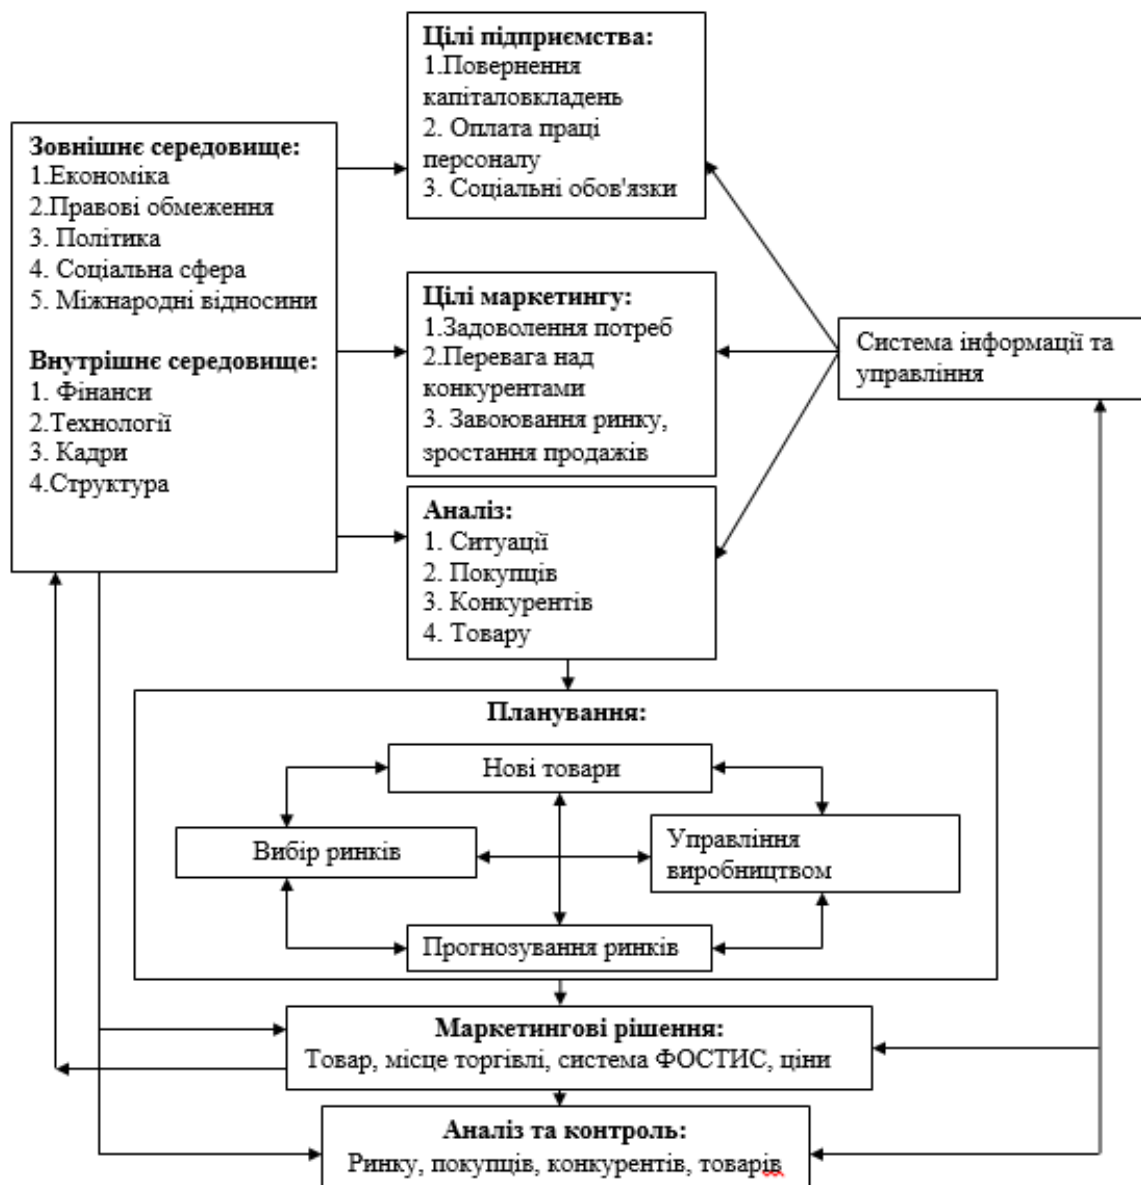 Цілі підприємства:
1.Повернення
капіталовкладень
2. Оплата праці
персоналу
3. Соціальні обов'язки
Зовнішнє середовище:
1.Економіка
2.Правові обмеження
3. Політика
4. Соціальна сфера
5. Міжнародні відносини
Внутрішнє середовище:
1. Фінанси
2.Технології
3. Кадри
4.Структура
Цілі маркетингу:
1.Задоволення потреб
2.Перевага над
конкурентами
3. Завоювання ринку,
зростання продажів
Система інформації та
управління
Аналіз:
1. Ситуації
2. Покупців
3. Конкурентів
4. Товару
Планування:
Нові товари
Вибір ринків
Управління
виробництвом
Прогнозування ринків
Маркетингові рішення:
Товар, місце торгівлі, система ФОСТИС, ціни
Аналіз та контроль:
Ринку, покупців, конкурентів, товарів